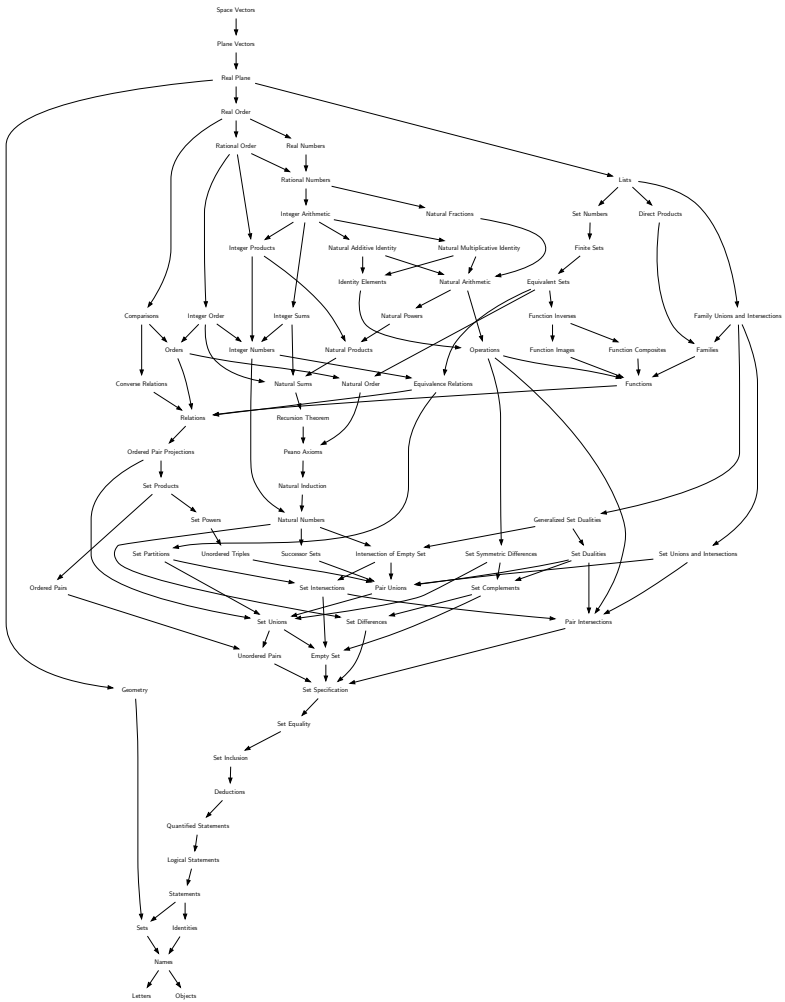 Space Vectors
Plane Vectors
Real Plane
Real Order
Rational Order
Real Numbers
Rational Numbers
Lists
Integer Arithmetic
Natural Fractions
Set Numbers
Direct Products
Integer Products
Natural Additive Identity
Natural Multiplicative Identity
Finite Sets
Identity Elements
Natural Arithmetic
Equivalent Sets
Comparisons
Integer Order
Integer Sums
Natural Powers
Function Inverses
Family Unions and Intersections
Orders
Integer Numbers
Natural Products
Operations
Function Images
Function Composites
Families
Converse Relations
Natural Sums
Natural Order
Equivalence Relations
Functions
Relations
Recursion Theorem
Ordered Pair Projections
Peano Axioms
Set Products
Natural Induction
Set Powers
Natural Numbers
Generalized Set Dualities
Set Partitions
Unordered Triples
Successor Sets
Intersection of Empty Set
Set Symmetric Differences
Set Dualities
Set Unions and Intersections
Ordered Pairs
Set Intersections
Pair Unions
Set Complements
Set Unions
Set Differences
Pair Intersections
Unordered Pairs
Empty Set
Geometry
Set Specification
Set Equality
Set Inclusion
Deductions
Quantified Statements
Logical Statements
Statements
Sets
Identities
Names
Letters
Objects